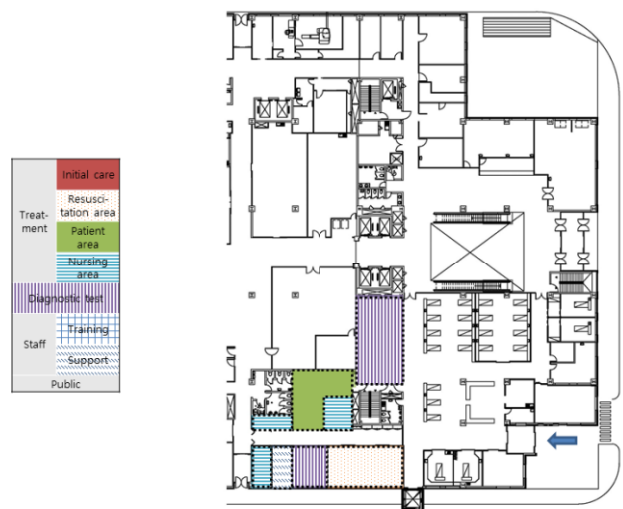 Initial care
Treat-
ment
Resusci-
tation area
Patient
area
Nursing
area
Diagnostic test
Staff
Training
Support
Public